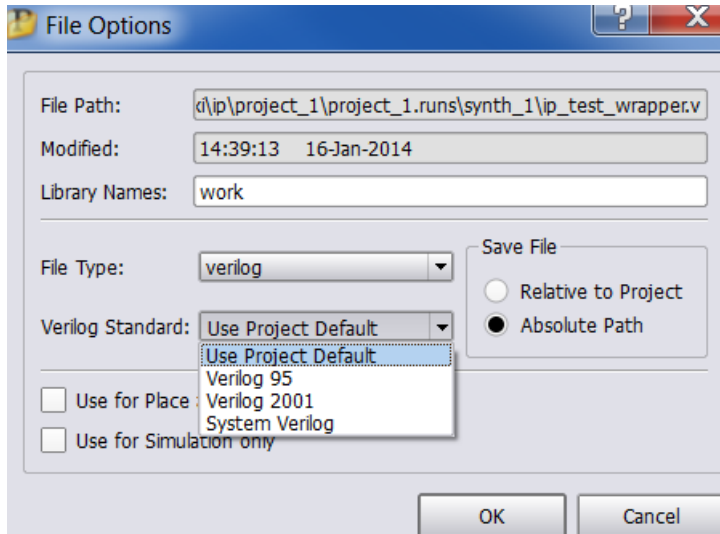 File Options
File Path: xi\ip\project_1\project_1.runs\synth_1\ip_test_wrapper.v
Modified: 14:39:13 16-Jan-2014
Library Names: work
Save File
File Type: verilog
Relative to Project
Verilog Standard: Use Project Default
Absolute Path
Use Project Default
Verilog 95
Use for Place Verilog 2001
System Verilog
Use for Simulation only
OK Cancel